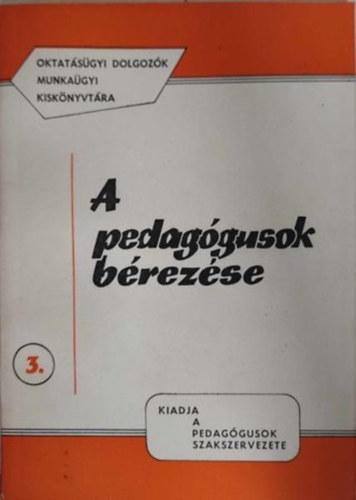 OKTATÁSÜGYI DOLGOZÓK
MUNKAÜGYI
KISKÖNYVTÁRA
A
pedagógusok
bérezése
3.
KIADJA
A
PEDAGÓGUSOK
SZAKSZERVEZETE